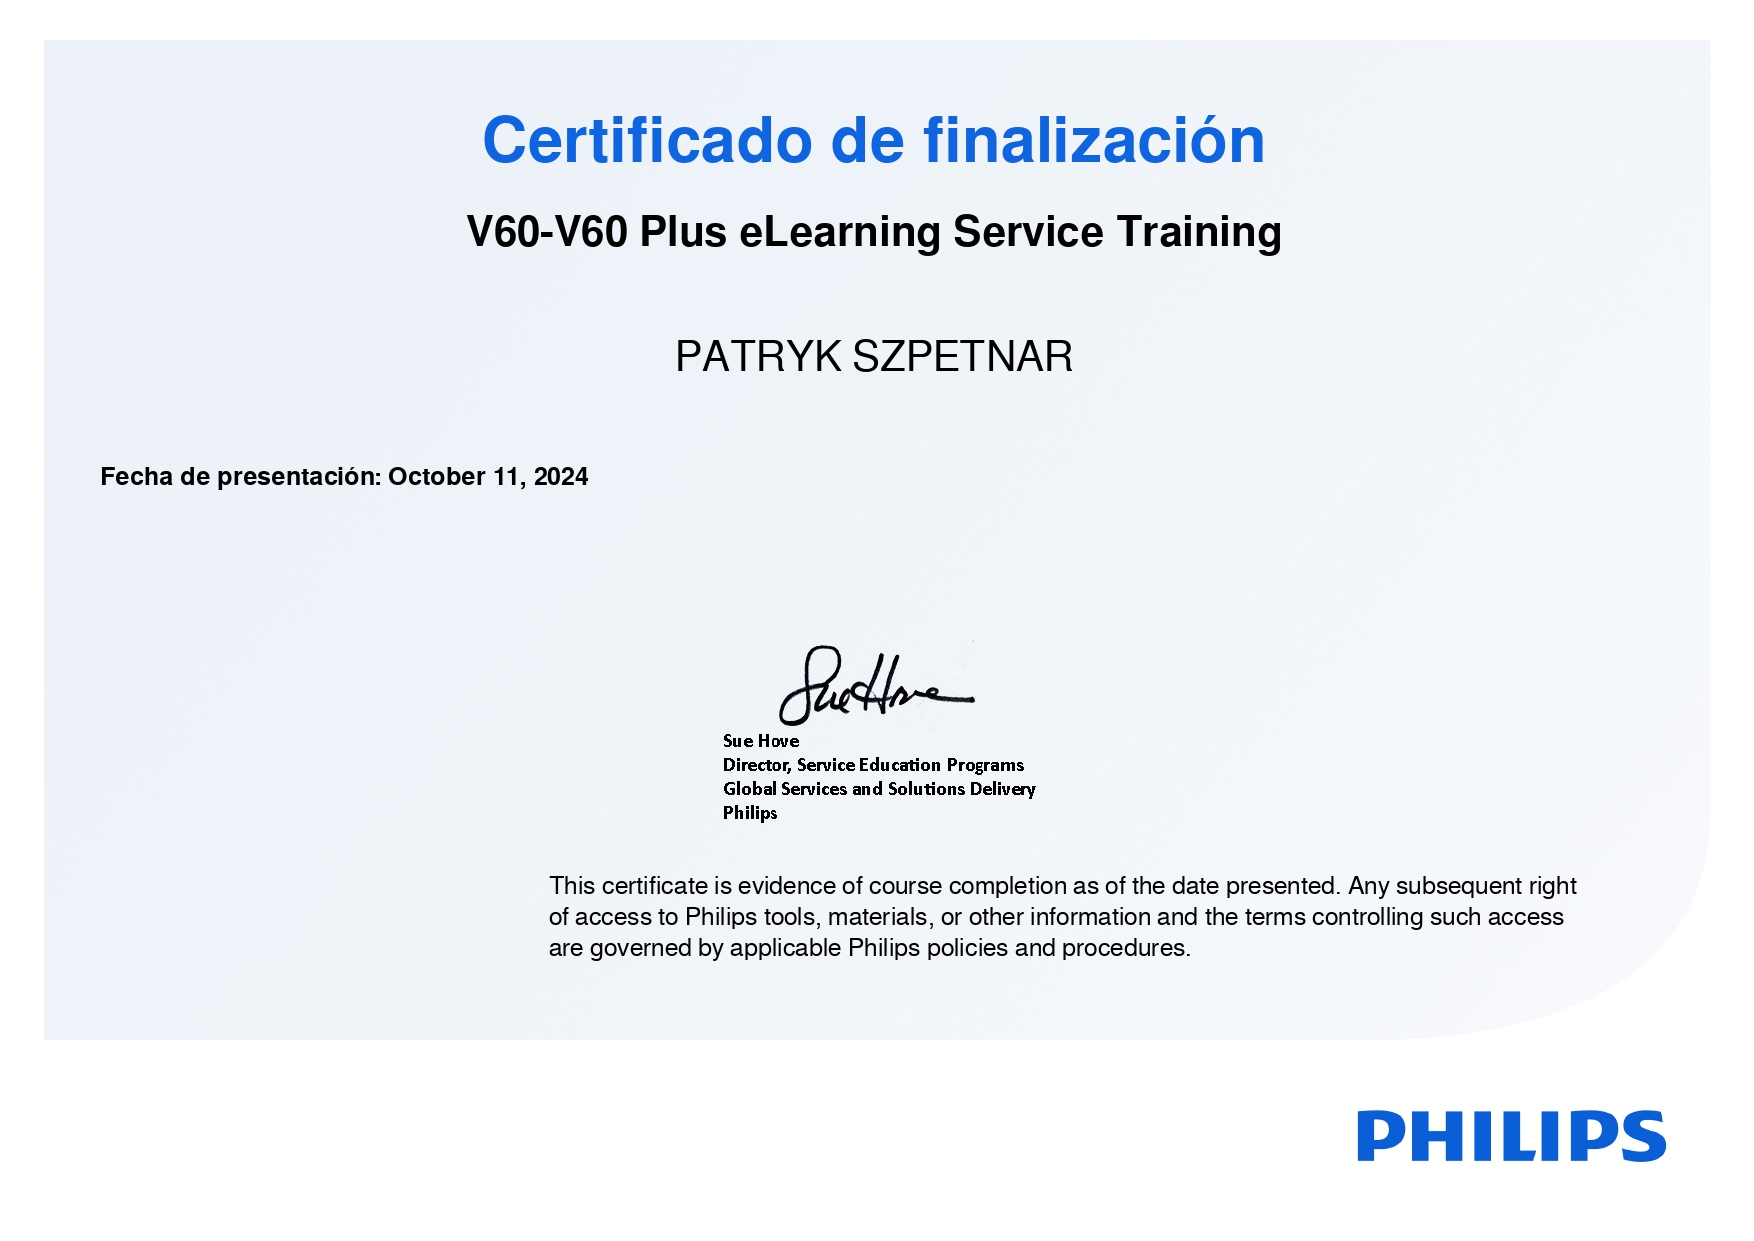 Certificado de finalización
V60-V60 Plus eLearning Service Training
PATRYK SZPETNAR
Fecha de presentación: October 11, 2024
Sue Hove
Sue Hove
Director, Service Education Programs
Global Services and Solutions Delivery
Philips
This certificate is evidence of course completion as of the date presented. Any subsequent right
of access to Philips tools, materials, or other information and the terms controlling such access
are governed by applicable Philips policies and procedures.
PHILIPS